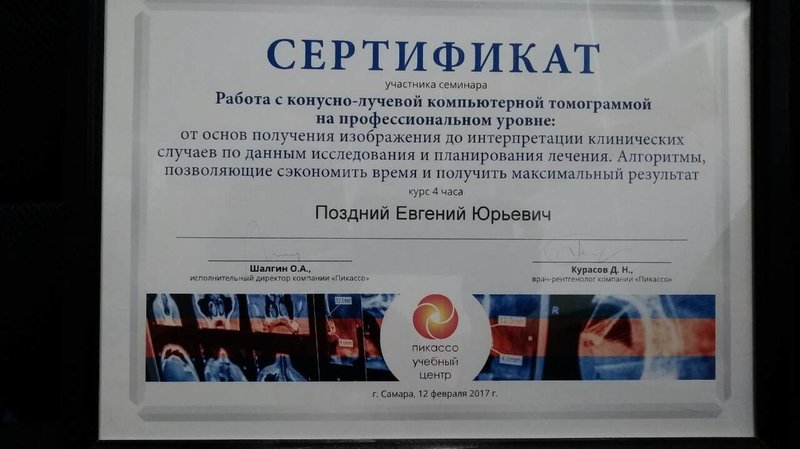 СЕРТИФИКАТ
участника семинара
Работа с конусно-лучевой компьютерной томограммой
на профессиональном уровне:
от основ получения изображения до интерпретации клинических
случаев по данным исследования и планирования лечения. Алгоритмы,
позволяющие сэкономить время и получить максимальный результат
курс 4 часа
Поздний Евгений Юрьевич
Шалгин О.А.,
исполнительный директор компании «Пикассо»
Курасов Д. Н.,
врач-рентгенолог компании «Пикассо»
пикассо
учебный
центр
г. Самара, 12 февраля 2017 г.